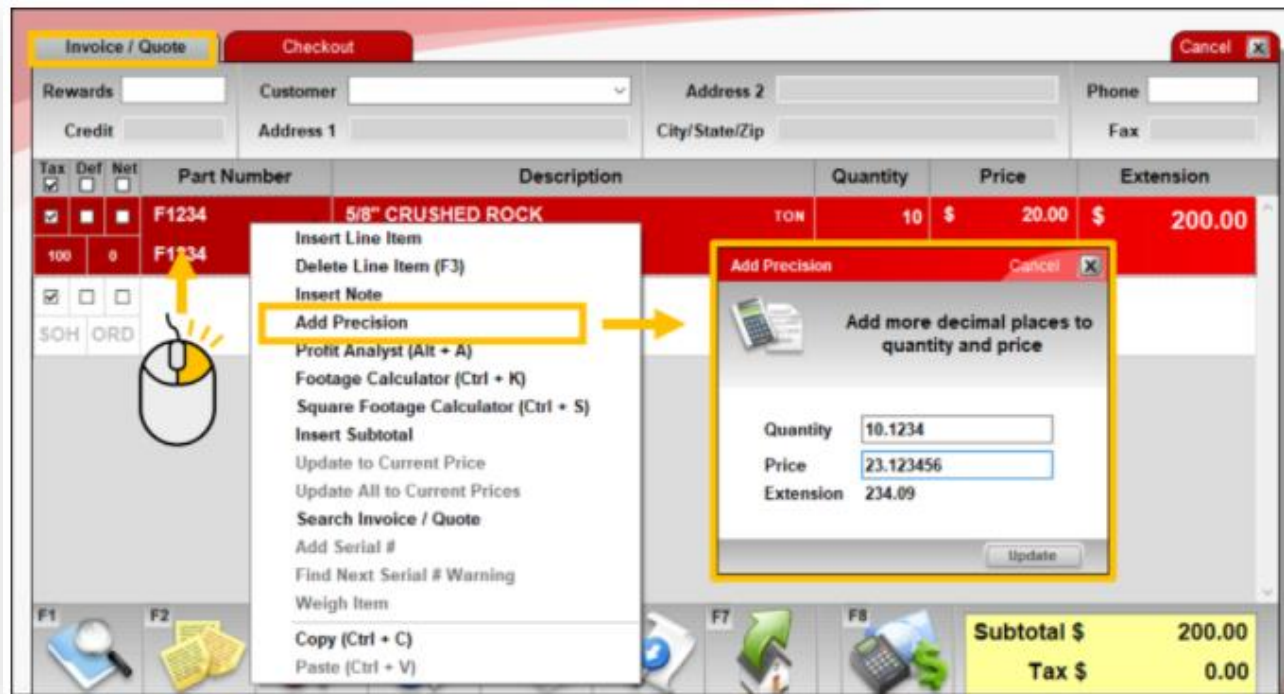 Invoice / Quote Checkout Cancel X
Rewards Customer Address 2 Phone
Credit Address 1 City/State/Zip Fax
Tax Def Net Part Number Description Quantity Price Extension
F1234 5/8" CRUSHED ROCK TON 10 $ 20.00 $ 200.00
100 0 F1234
SOH ORD
Insert Line Item
Delete Line Item (F3)
Insert Note
Add Precision
Profit Analyst (Alt + A)
Footage Calculator (Ctrl + K)
Square Footage Calculator (Ctrl + S)
Insert Subtotal
Update to Current Price
Update All to Current Prices
Search Invoice / Quote
Add Serial #
Find Next Serial # Warning
Weigh Item
Copy (Ctrl + C)
Paste (Ctrl + V)
Add Precision Cancel X
Add more decimal places to
quantity and price
Quantity 10.1234
Price 23.123456
Extension 234.09
Update
F1 F2 F7 F8
Subtotal $ 200.00
Tax $ 0.00